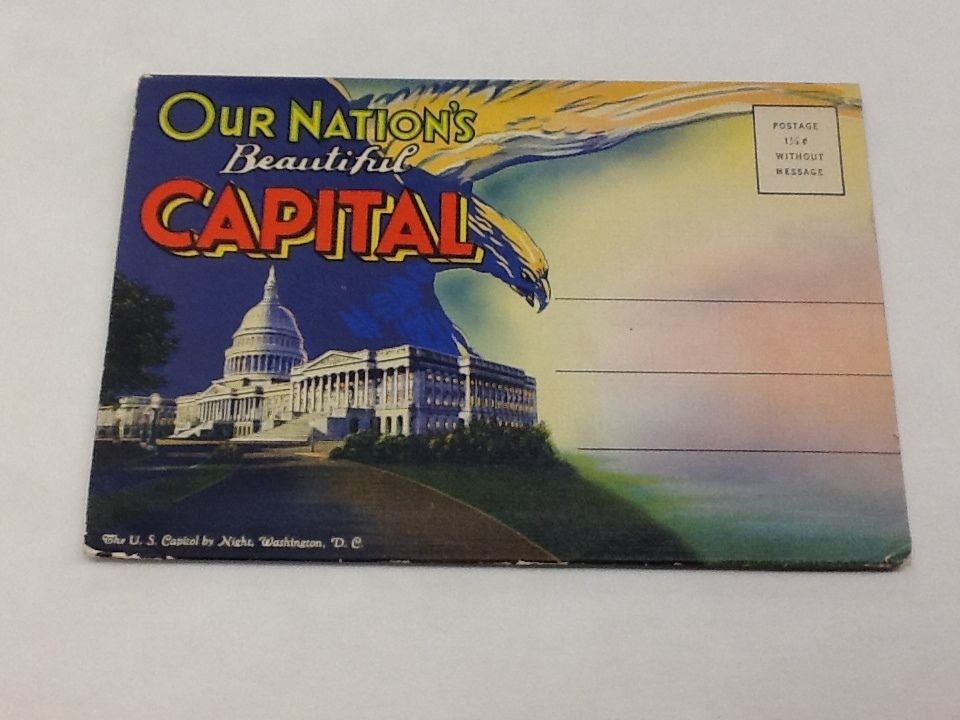 OUR NATION'S
Beautiful
CAPITAL
POSTAGE
1½¢
WITHOUT
MESSAGE
The U. S. Capitol by Night, Washington, D. C.